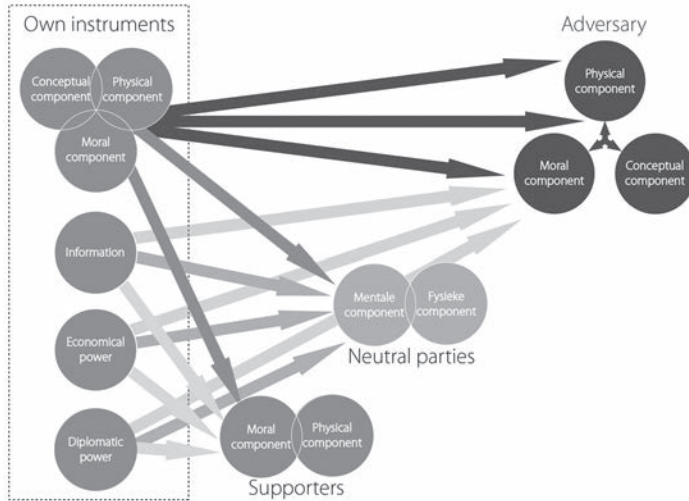 Own instruments
Adversary
Conceptual
component
Physical
component
Moral
component
Physical
component
Moral
component
Conceptual
component
Information
Economical
power
Diplomatic
power
Mentale
component
Fysieke
component
Neutral parties
Moral
component
Physical
component
Supporters